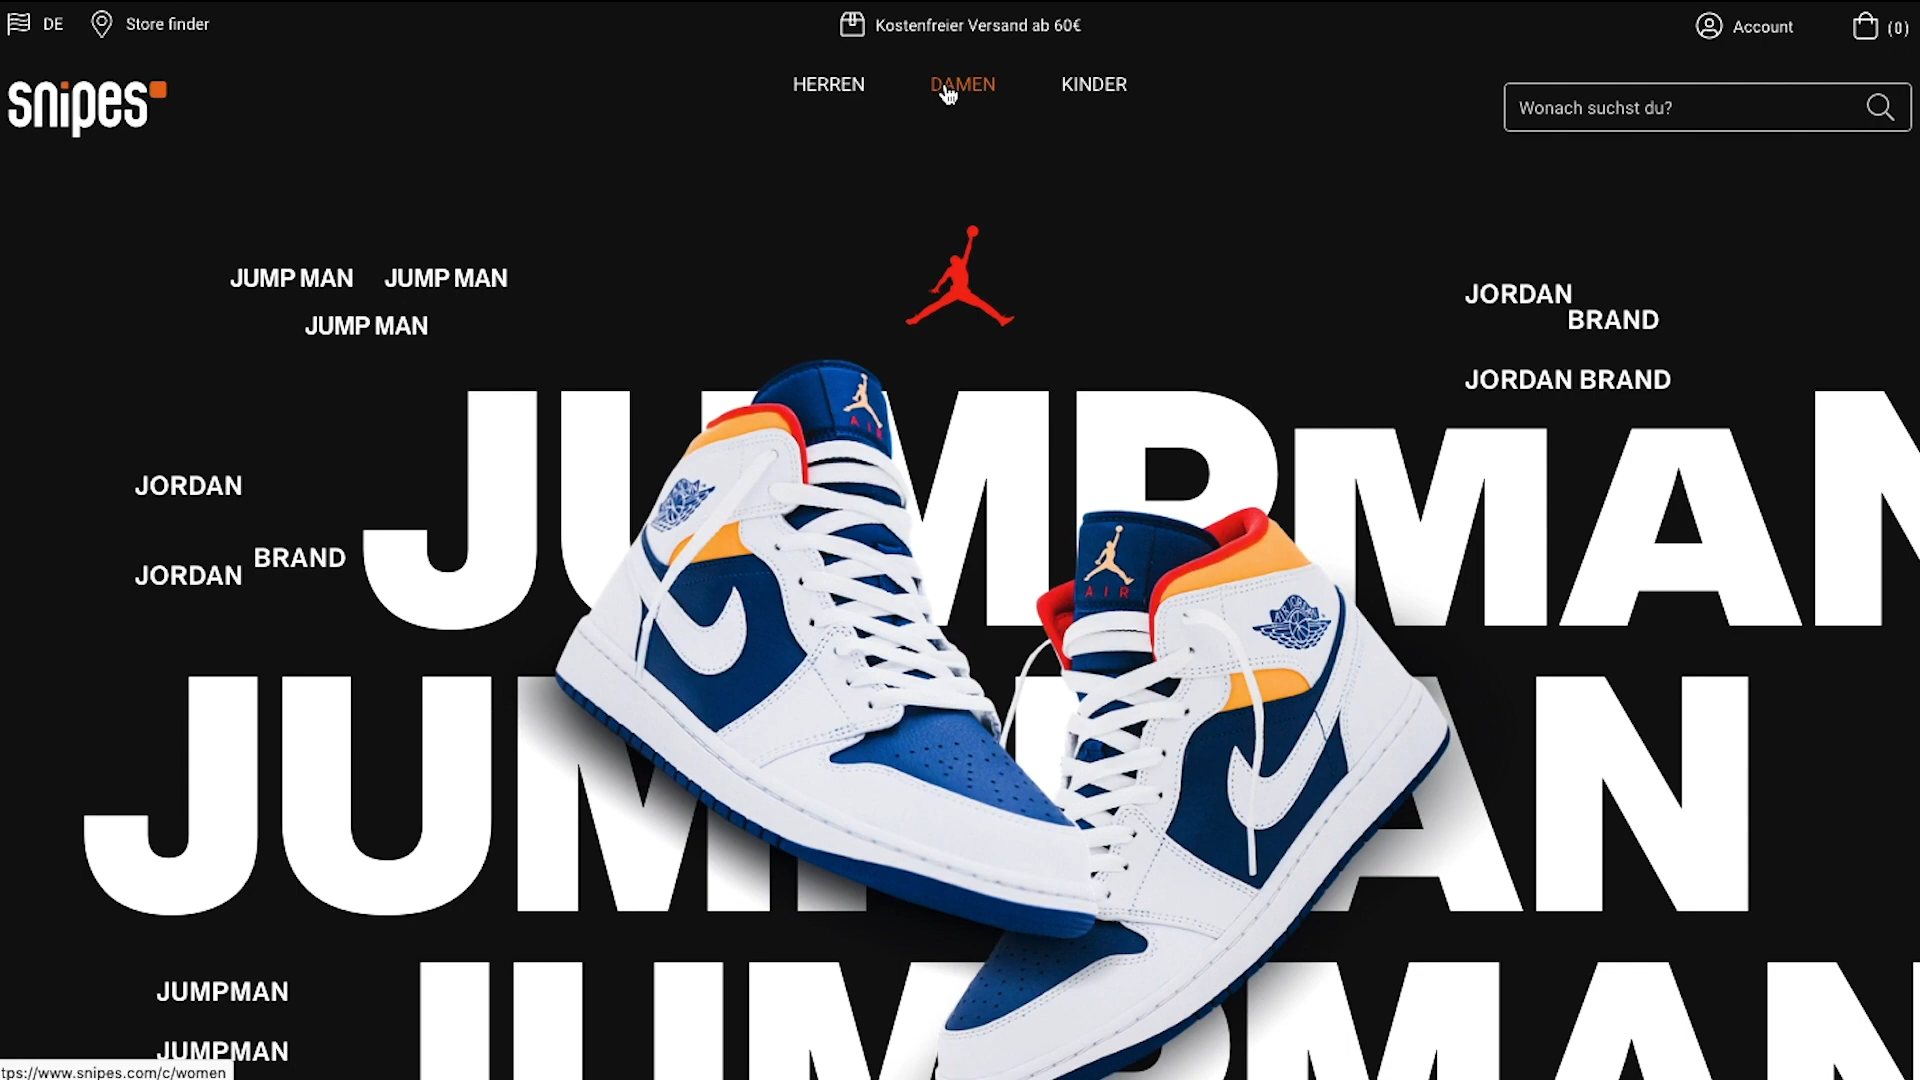 DE
Store finder
Kostenfreier Versand ab 60€
Account
(0)
snipes
HERREN
DAMEN
KINDER
Wonach suchst du?
JUMP MAN JUMP MAN
JUMP MAN
JORDAN
BRAND
JORDAN BRAND
JUMPMAN
AIR
JORDAN
BRAND
JORDAN
AIR
JUMPMAN
JUMPMAN
JUMPMAN
tps://www.snipes.com/c/women